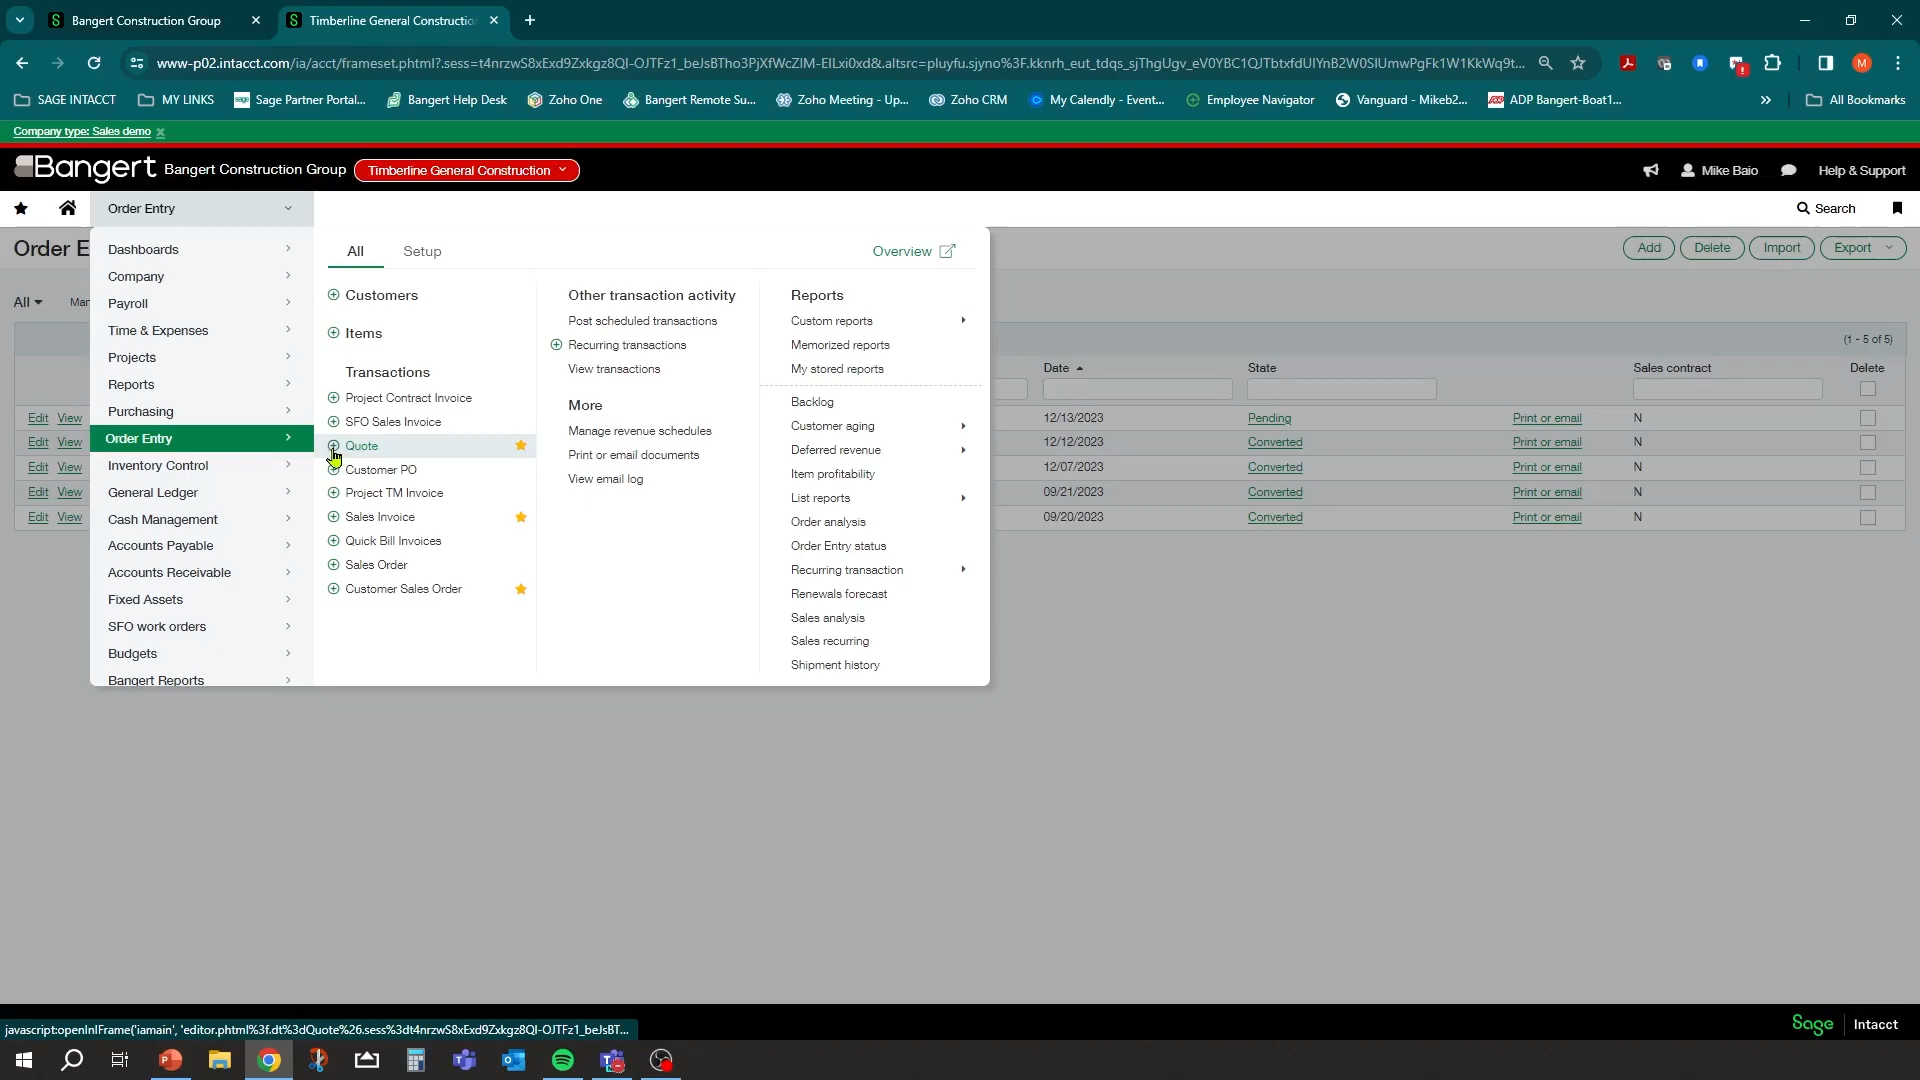 Bangert Construction Group
Timberline General Constructio
www-p02.intacct.com/ia/acct/frameset.phtml?.sess=t4nrzwS8xExd9Zxkgz8QI-OJTFz1_beJsBTho3PjXfWcZIM-EILxi0xd&.altsrc=pluyfu.sjyno%3F.kknrh_eut_tdqs_sjThgUgv_eV0YBC1QJTbtxfdUIYnB2W0SIUmwPgFk1W1KkWq9t...
SAGE INTACCT
MY LINKS
Sage Partner Portal...
Bangert Help Desk
Zoho One
Bangert Remote Su...
Zoho Meeting - Up...
Zoho CRM
My Calendly - Event...
Employee Navigator
Vanguard - Mikeb2...
ADP Bangert-Boat1...
All Bookmarks
Company type: Sales demo
Bangert
Bangert Construction Group
Timberline General Construction
Mike Baio
Help & Support
Order Entry
Search
Order E
Add
Delete
Import
Export
All
Man
Dashboards
Company
Payroll
Time & Expenses
Projects
Reports
Purchasing
Order Entry
Inventory Control
General Ledger
Cash Management
Accounts Payable
Accounts Receivable
Fixed Assets
SFO work orders
Budgets
Bangert Reports
All
Setup
Overview
Customers
Items
Transactions
Project Contract Invoice
SFO Sales Invoice
Quote
Customer PO
Project TM Invoice
Sales Invoice
Quick Bill Invoices
Sales Order
Customer Sales Order
Other transaction activity
Post scheduled transactions
Recurring transactions
View transactions
More
Manage revenue schedules
Print or email documents
View email log
Reports
Custom reports
Memorized reports
My stored reports
Backlog
Customer aging
Deferred revenue
Item profitability
List reports
Order analysis
Order Entry status
Recurring transaction
Renewals forecast
Sales analysis
Sales recurring
Shipment history
(1 - 5 of 5)
Date
State
Sales contract
Delete
Edit View 12/13/2023 Pending Print or email N
Edit View 12/12/2023 Converted Print or email N
Edit View 12/07/2023 Converted Print or email N
Edit View 09/21/2023 Converted Print or email N
Edit View 09/20/2023 Converted Print or email N
javascript:openInIFrame('iamain', 'editor.phtml%3f.dt%3dQuote%26.sess%3dt4nrzwS8xExd9Zxkgz8QI-OJTFz1_beJsBT...
Sage
Intacct